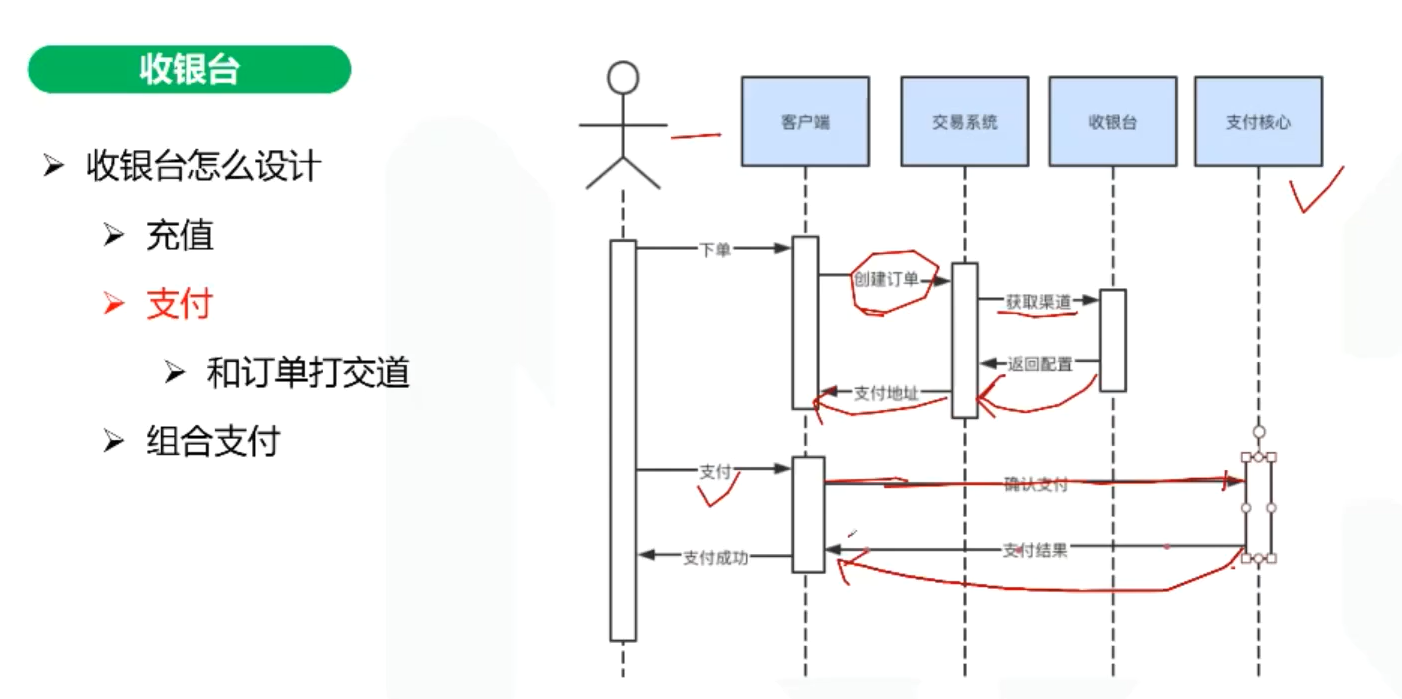 收银台
收银台怎么设计
充值
支付
和订单打交道
组合支付
客户端
交易系统
收银台
支付核心
下单
创建订单
获取渠道
返回配置
支付地址
支付
确认支付
支付结果
支付成功